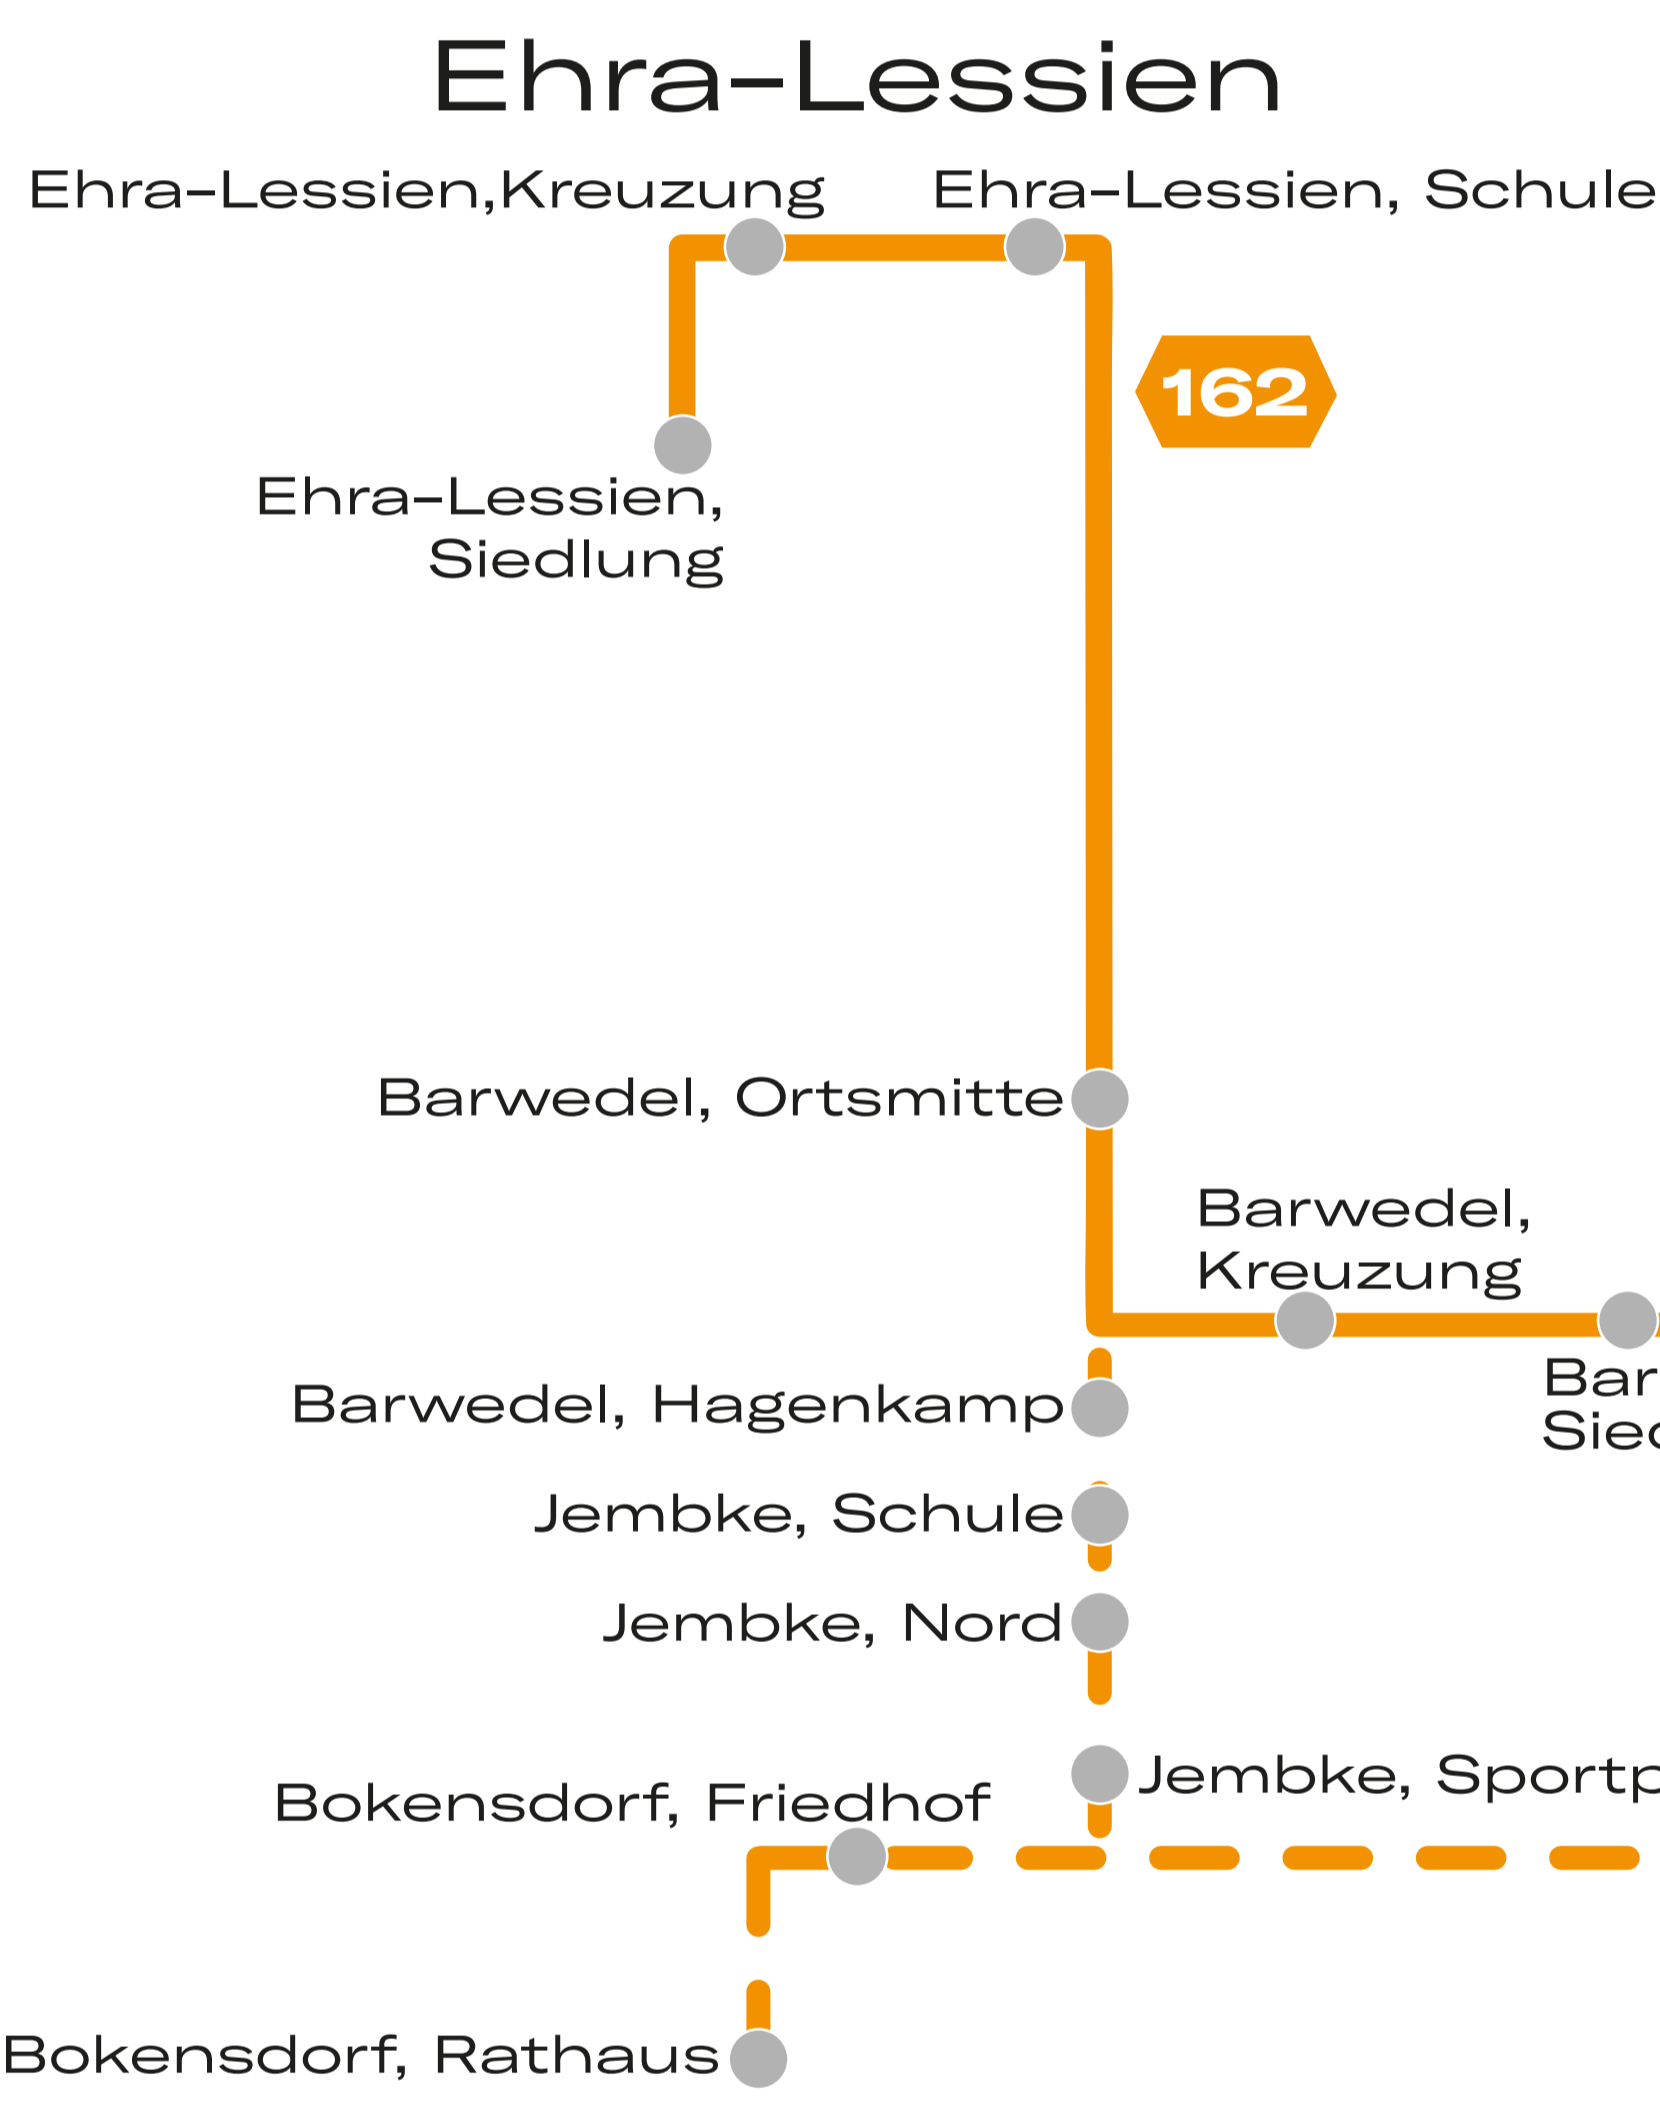 Ehra–Lessien
Ehra–Lessien,Kreuzung
Ehra–Lessien, Schule
162
Ehra–Lessien,
Siedlung
Barwedel, Ortsmitte
Barwedel,
Kreuzung
Barwedel, Hagenkamp
Jembke, Schule
Jembke, Nord
Jembke,
Bokensdorf, Friedhof
Bokensdorf, Rathaus